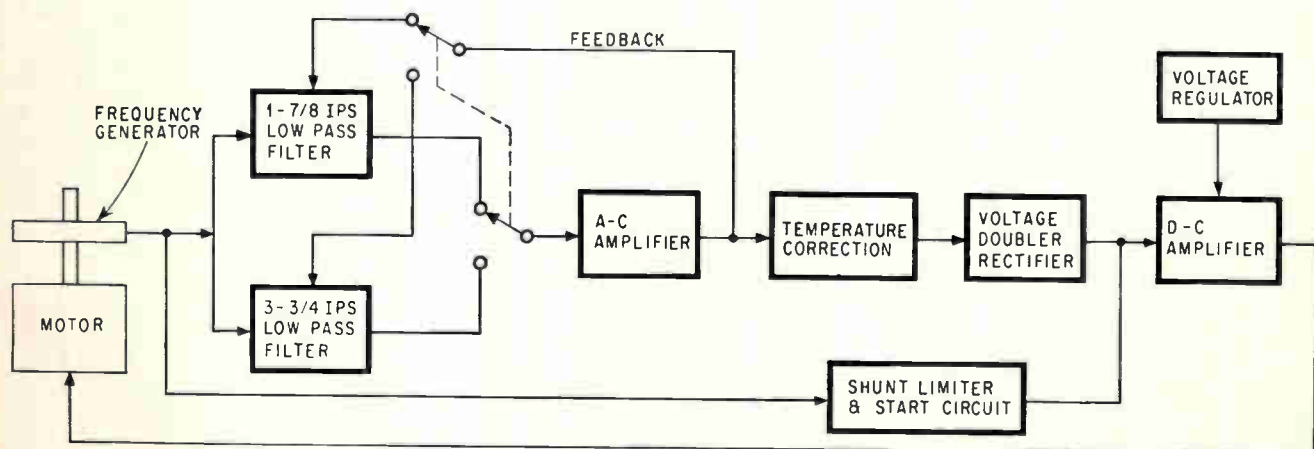 FEEDBACK
VOLTAGE
REGULATOR
FREQUENCY
GENERATOR
1-7/8 IPS
LOW PASS
FILTER
A-C
AMPLIFIER
TEMPERATURE
CORRECTION
VOLTAGE
DOUBLER
RECTIFIER
D-C
AMPLIFIER
MOTOR
3-3/4 IPS
LOW PASS
FILTER
SHUNT LIMITER
& START CIRCUIT